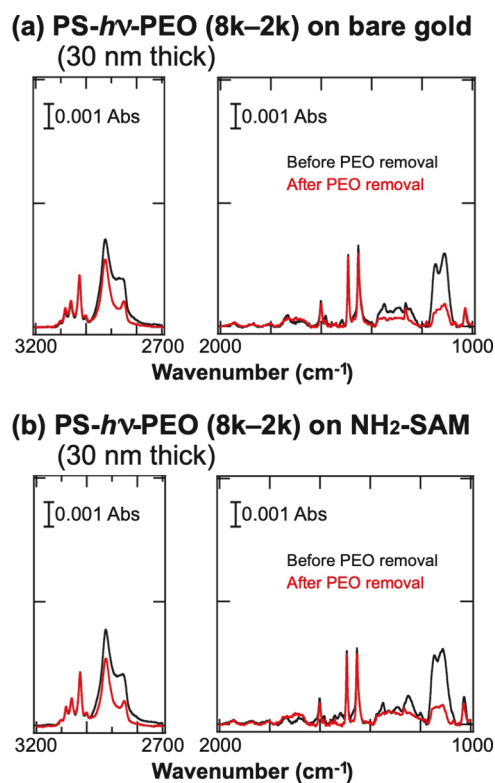 (a) PS-hν-PEO (8k–2k) on bare gold
(30 nm thick)
0.001 Abs
0.001 Abs
Before PEO removal
After PEO removal
3200 2700 2000 1000
Wavenumber (cm-1)
(b) PS-hν-PEO (8k–2k) on NH2-SAM
(30 nm thick)
0.001 Abs
0.001 Abs
Before PEO removal
After PEO removal
3200 2700 2000 1000
Wavenumber (cm-1)